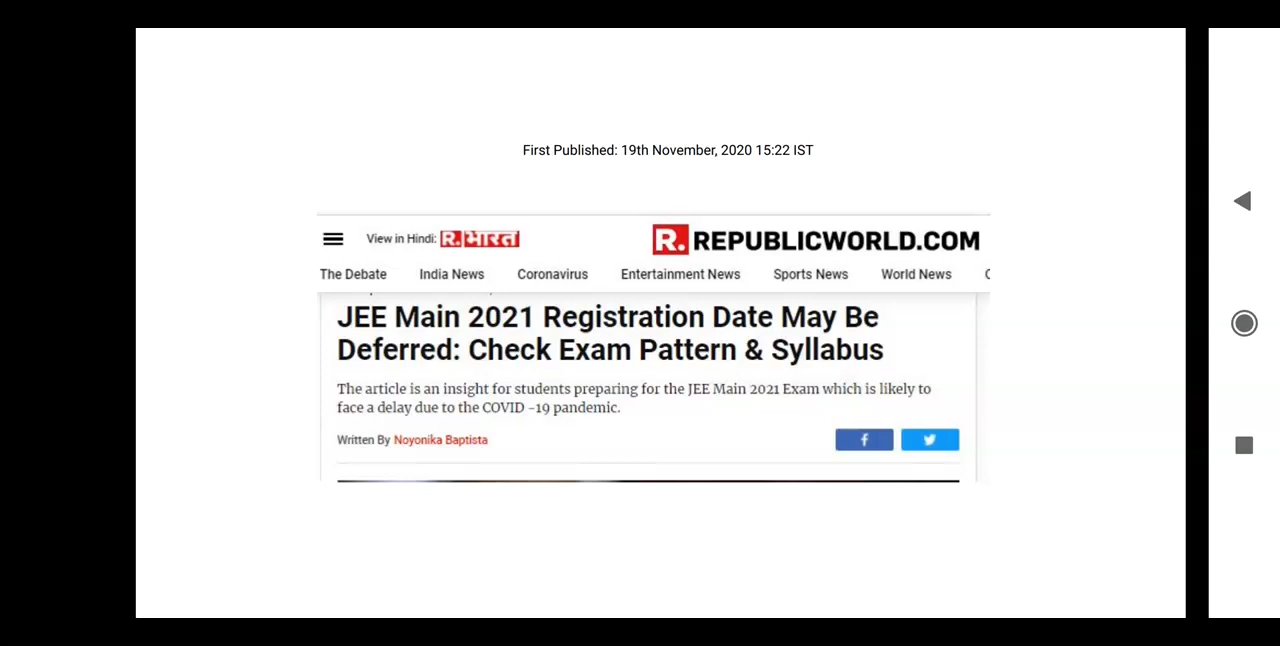 First Published: 19th November, 2020 15:22 IST
View in Hindi: R. भारत
R. REPUBLICWORLD.COM
The Debate India News Coronavirus Entertainment News Sports News World News
JEE Main 2021 Registration Date May Be
Deferred: Check Exam Pattern & Syllabus
The article is an insight for students preparing for the JEE Main 2021 Exam which is likely to
face a delay due to the COVID -19 pandemic.
Written By Noyonika Baptista